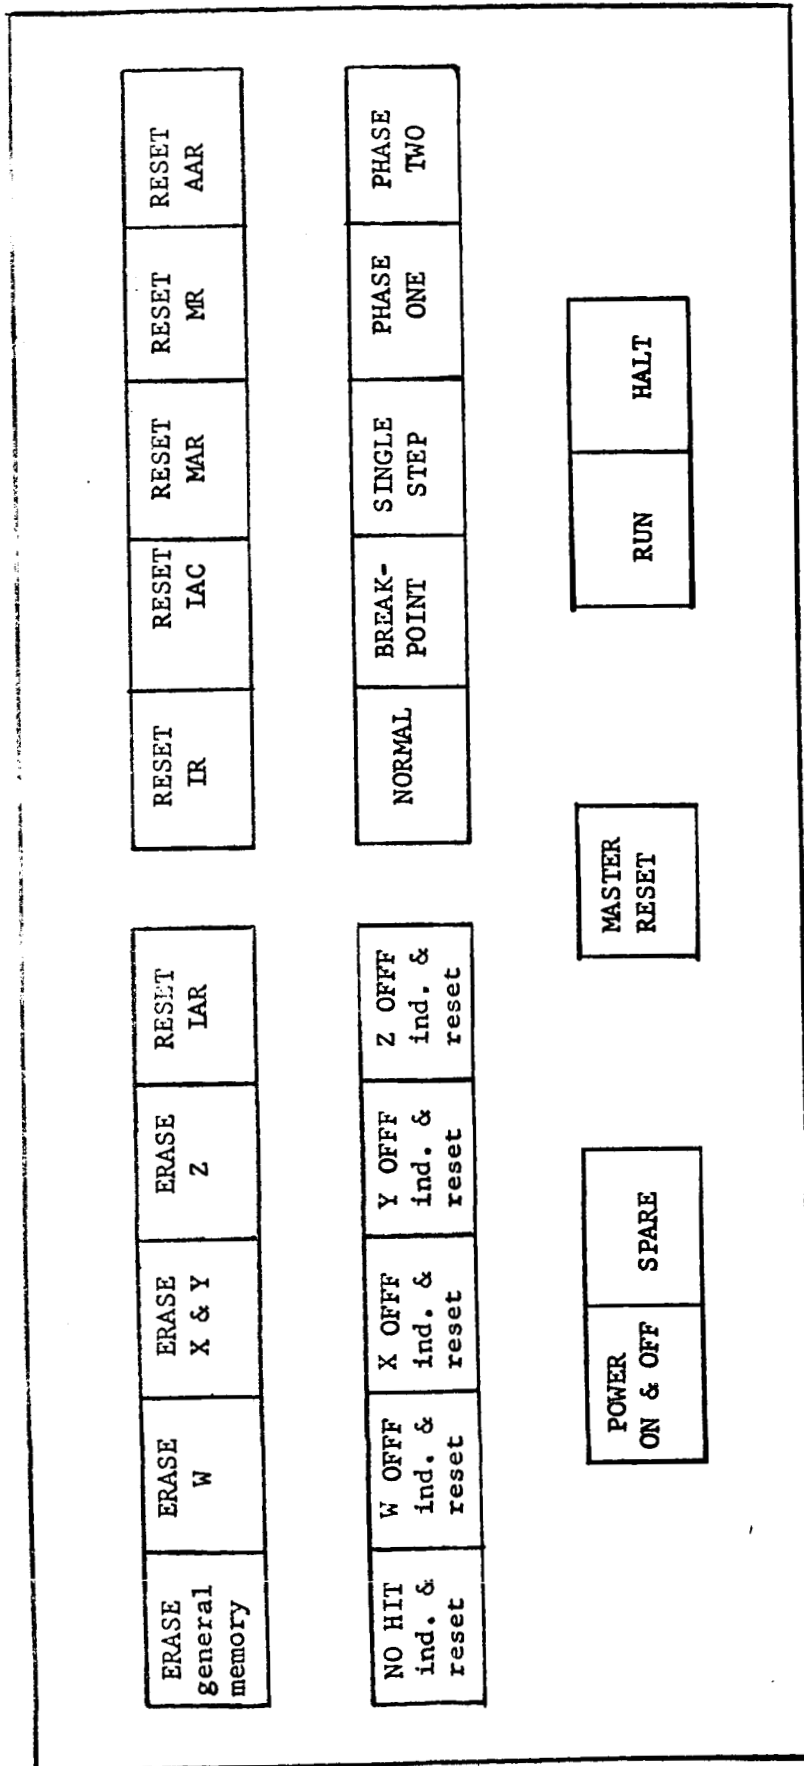 ERASE
general
memory
ERASE
W
ERASE
X & Y
ERASE
Z
RESET
IAR
RESET
IR
RESET
IAC
RESET
MAR
RESET
MR
RESET
AAR
NO HIT
ind. &
reset
W OFFF
ind. &
reset
X OFFF
ind. &
reset
Y OFFF
ind. &
reset
Z OFFF
ind. &
reset
NORMAL
BREAK-
POINT
SINGLE
STEP
PHASE
ONE
PHASE
TWO
POWER
ON & OFF
SPARE
MASTER
RESET
RUN
HALT